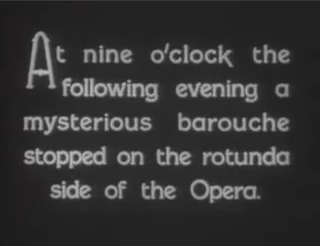 At nine o'clock the
following evening a
mysterious barouche
stopped on the rotunda
side of the Opera.